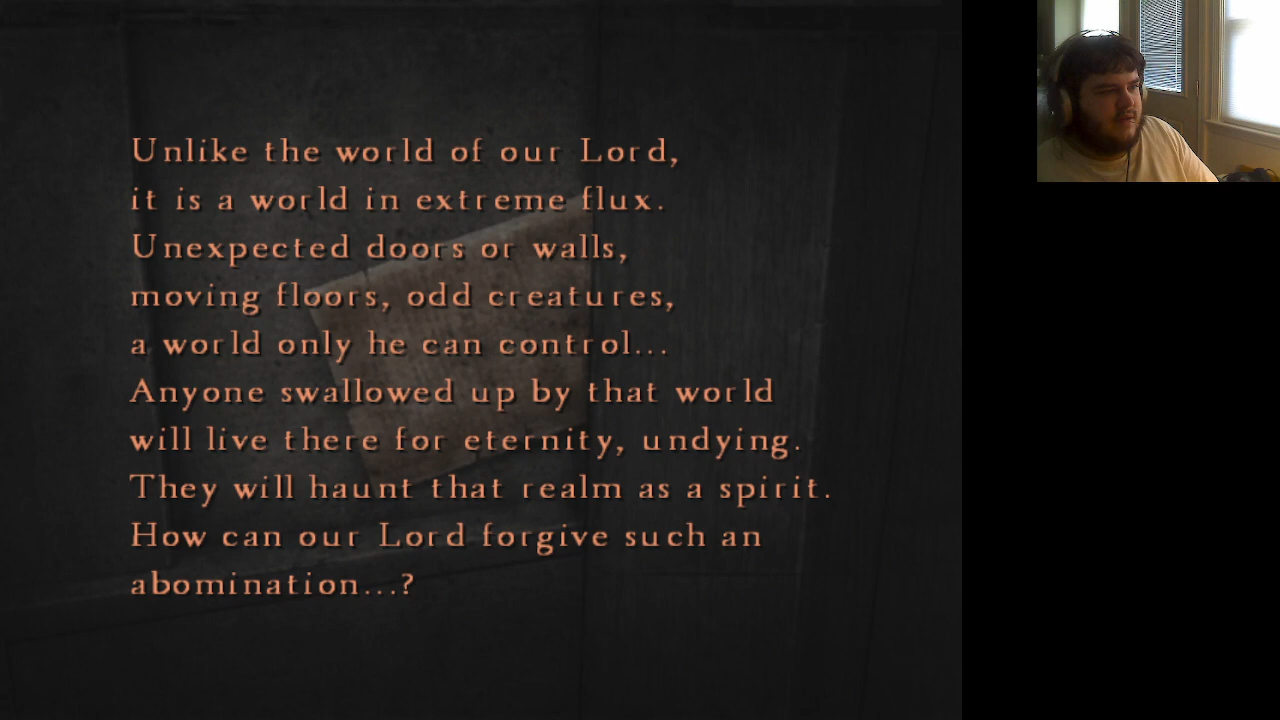 Unlike the world of our Lord,
it is a world in extreme flux.
Unexpected doors or walls,
moving floors, odd creatures,
a world only he can control...
Anyone swallowed up by that world
will live there for eternity, undying.
They will haunt that realm as a spirit.
How can our Lord forgive such an
abomination...?